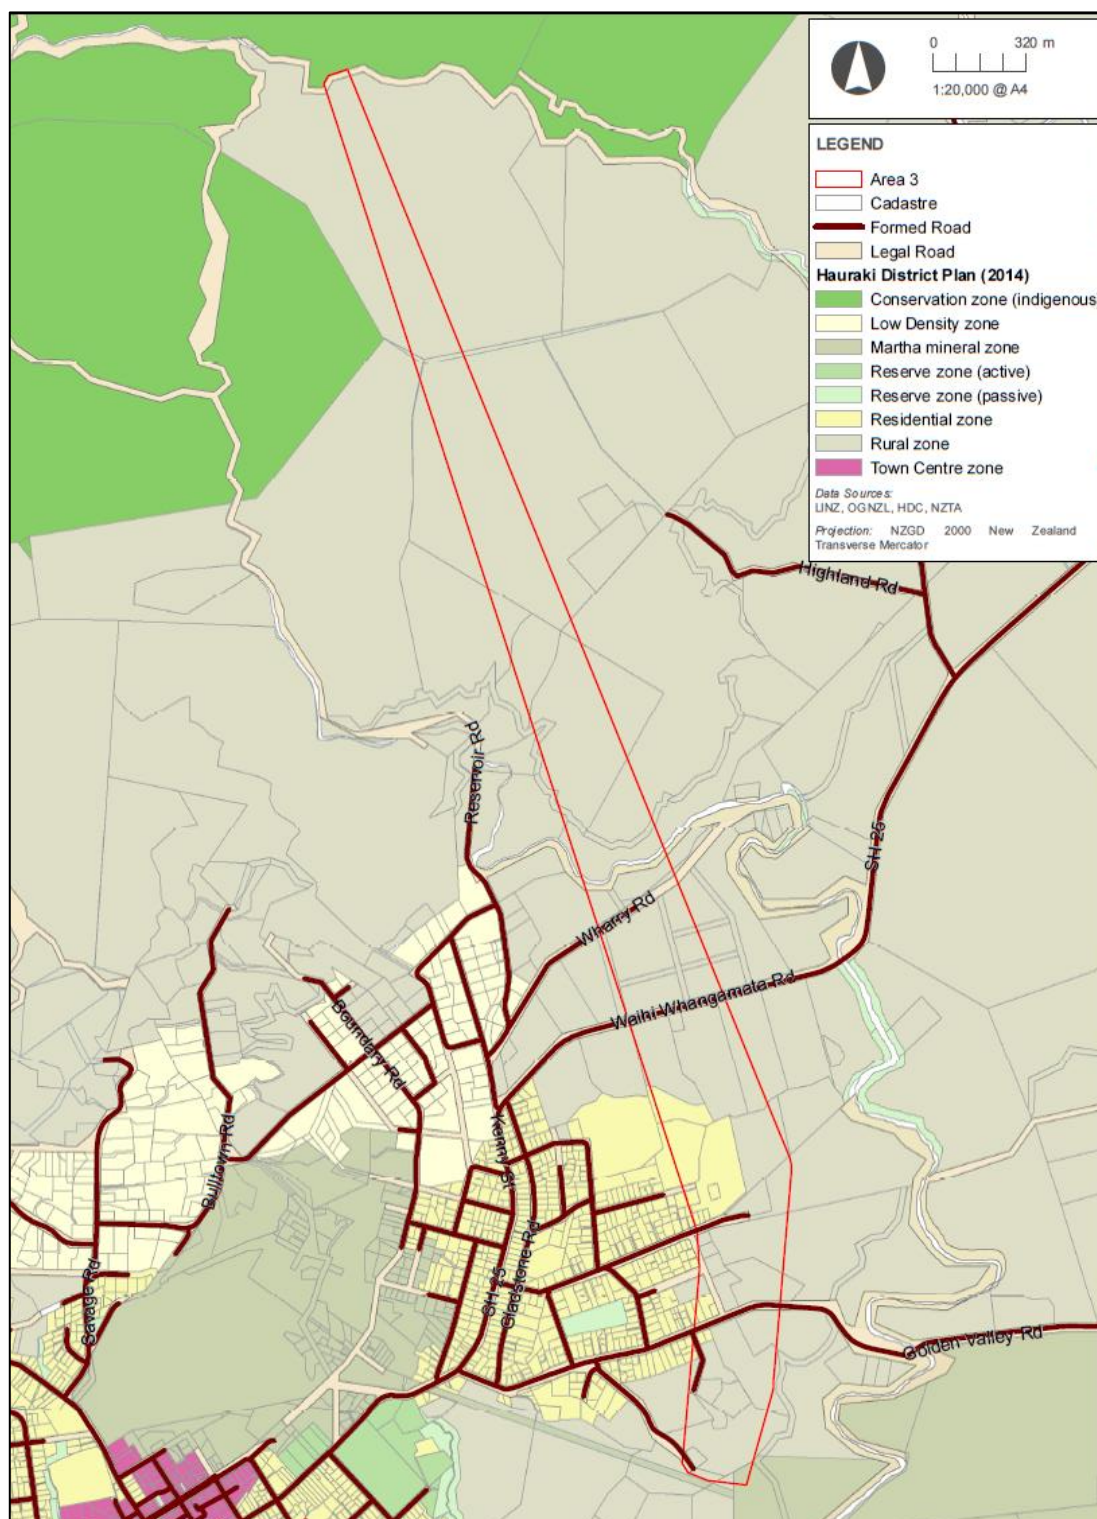 0 320 m
1:20,000 @ A4
LEGEND
Area 3
Cadastre
Formed Road
Legal Road
Hauraki District Plan (2014)
Conservation zone (indigenous)
Low Density zone
Martha mineral zone
Reserve zone (active)
Reserve zone (passive)
Residential zone
Rural zone
Town Centre zone
Data Sources:
LINZ, OGNZL, HDC, NZTA
Projection: NZGD 2000 New Zealand
Transverse Mercator
Highland Rd
Reservoir Rd
SH 25
Wharry Rd
Waihi Whangamata Rd
Boundary Rd
Kenny St
Bulltown Rd
Gladstone Rd
SH 25
Savage Rd
Golden Valley Rd